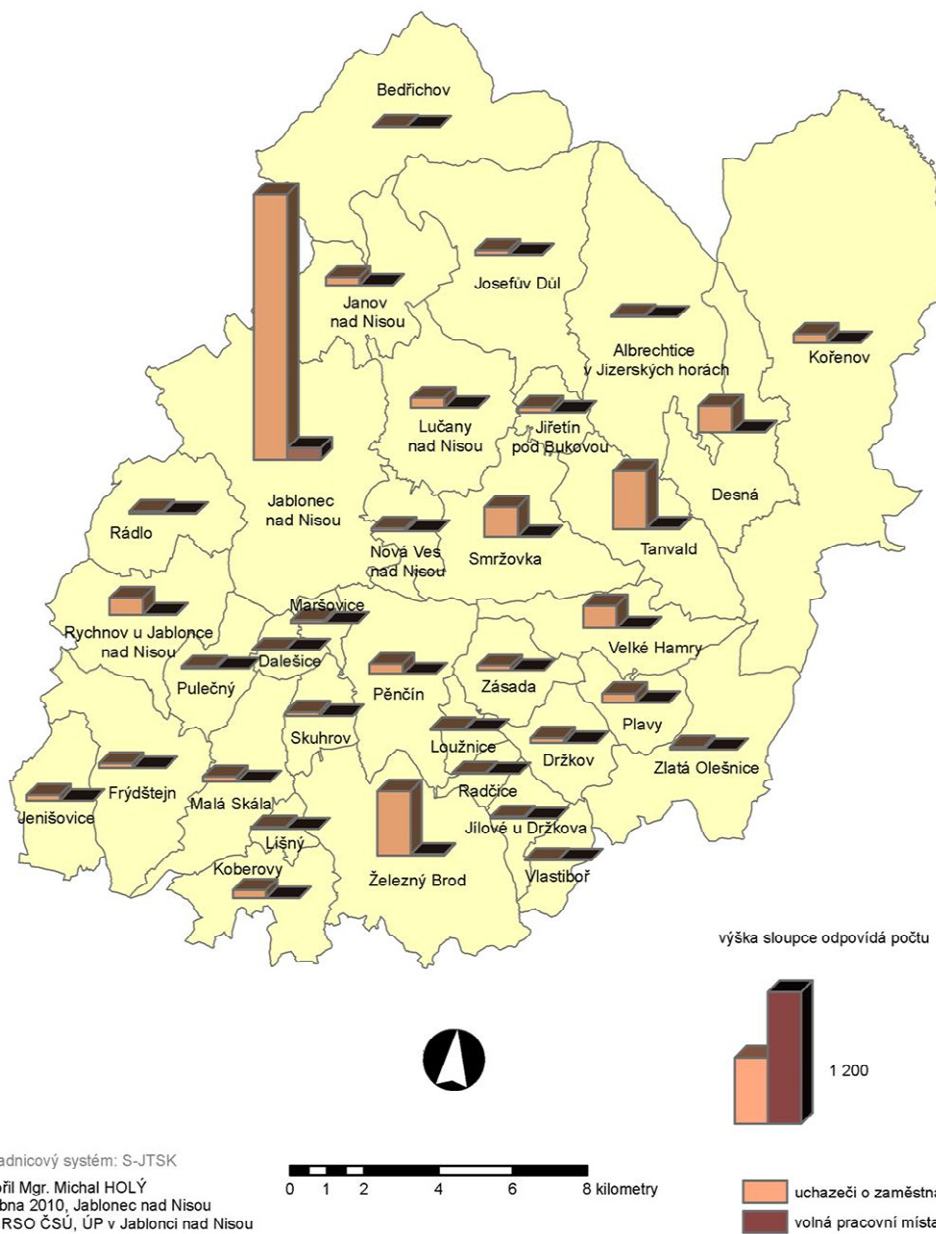 Bedřichov
Josefův Důl
Janov
nad Nisou
Albrechtice
v Jizerských horách
Kořenov
Lučany
nad Nisou
Jiřetín
pod Bukovou
Desná
Jablonec
nad Nisou
Rádlo
Nová Ves
nad Nisou
Smržovka
Tanvald
Maršovice
Rychnov u Jablonce
nad Nisou
Dalešice
Velké Hamry
Pulečný
Pěnčín
Zásada
Plavy
Skuhrov
Loužnice
Držkov
Zlatá Olešnice
Frýdštejn
Malá Skála
Radčice
Jenišovice
Líšný
Jílové u Držkova
Koberovy
Železný Brod
Vlastiboř
výška sloupce odpovídá počtu
1 200
adnicový systém: S-JTSK
ořil Mgr. Michal HOLÝ
bna 2010, Jablonec nad Nisou
RSO ČSÚ, ÚP v Jablonci nad Nisou
0 1 2 4 6 8 kilometry
uchazeči o zaměstna
volná pracovní místa